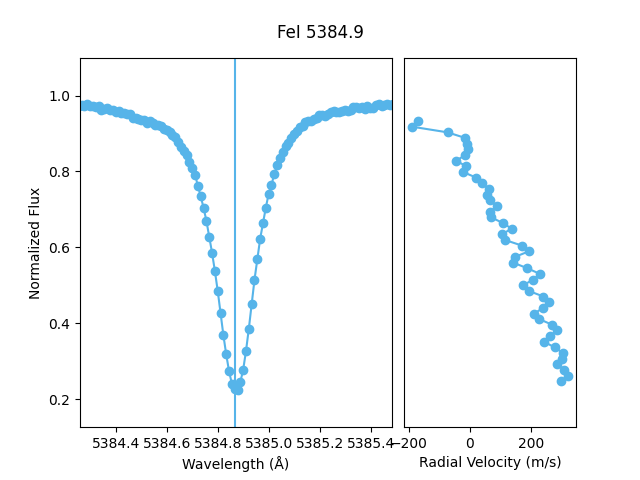 FeI 5384.9
Normalized Flux
1.0
0.8
0.6
0.4
0.2
5384.4 5384.6 5384.8 5385.0 5385.2 5385.4
−200 0 200
Wavelength (Å)
Radial Velocity (m/s)